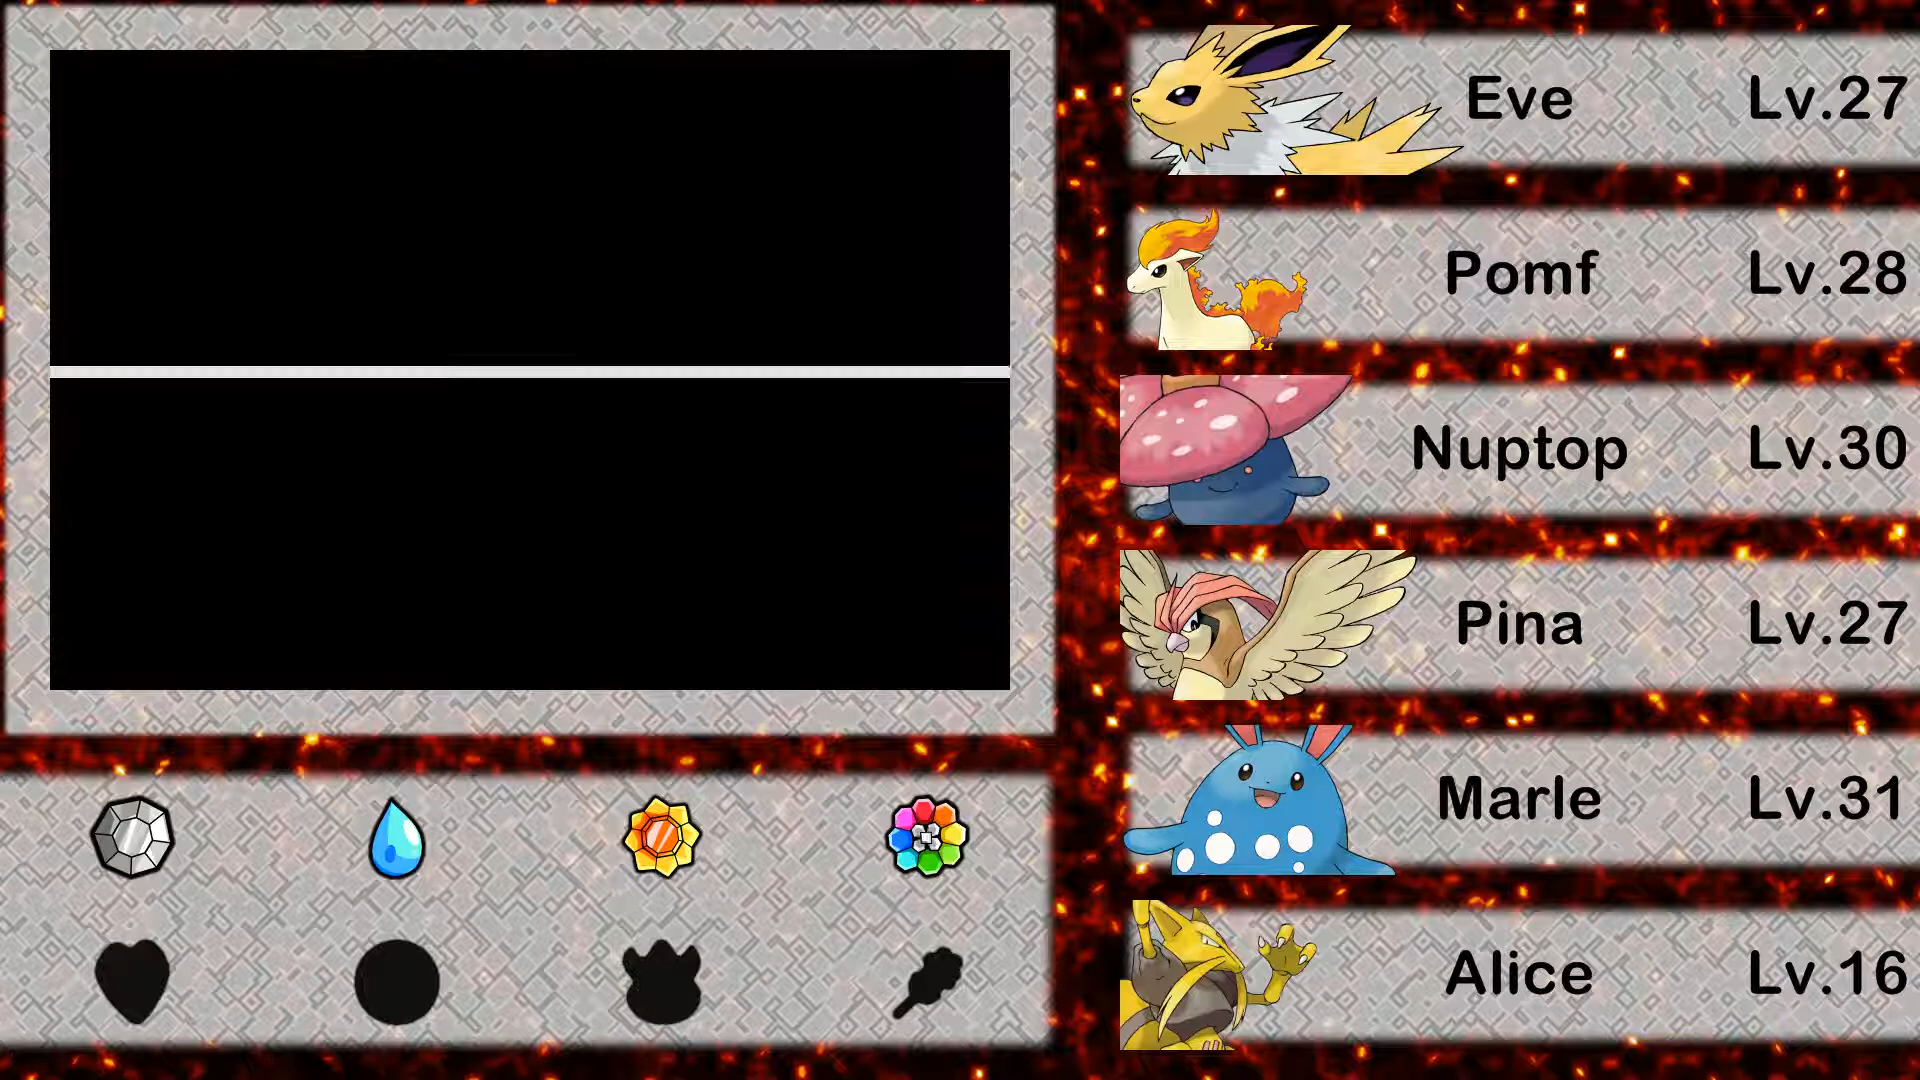 Eve Lv.27
Pomf Lv.28
Nuptop Lv.30
Pina Lv.27
Marle Lv.31
Alice Lv.16